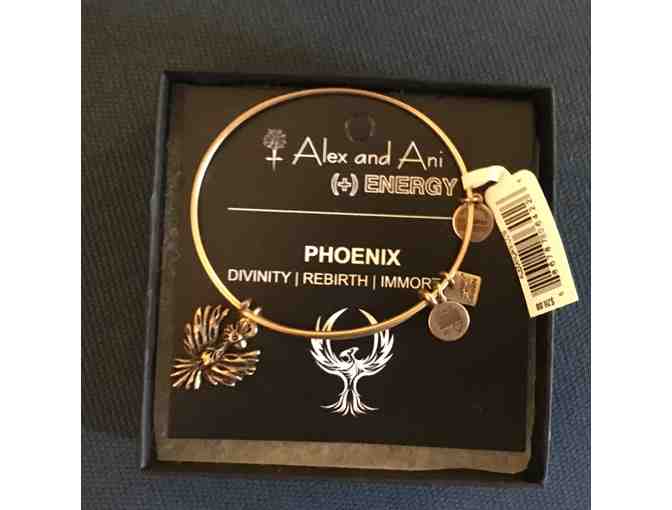 Alex and Ani
(+) ENERGY
PHOENIX
DIVINITY | REBIRTH | IMMORT